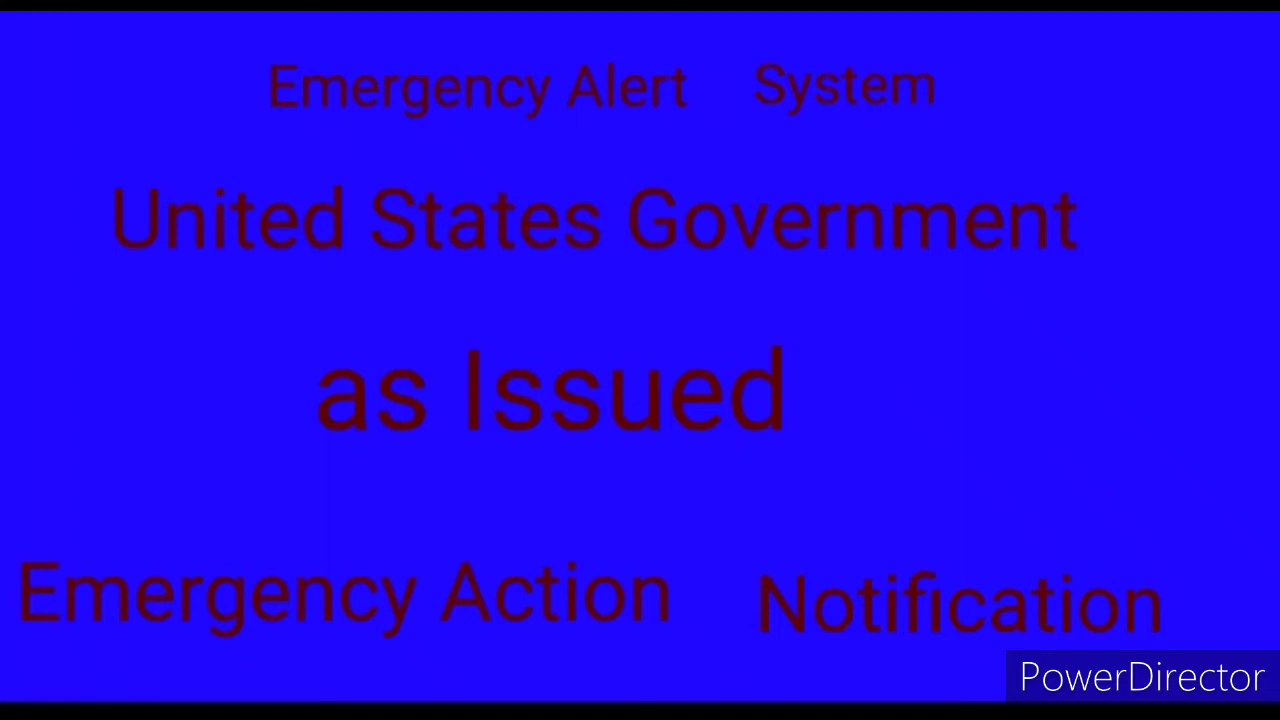 Emergency Alert System
United States Government
as Issued
Emergency Action Notification
PowerDirector